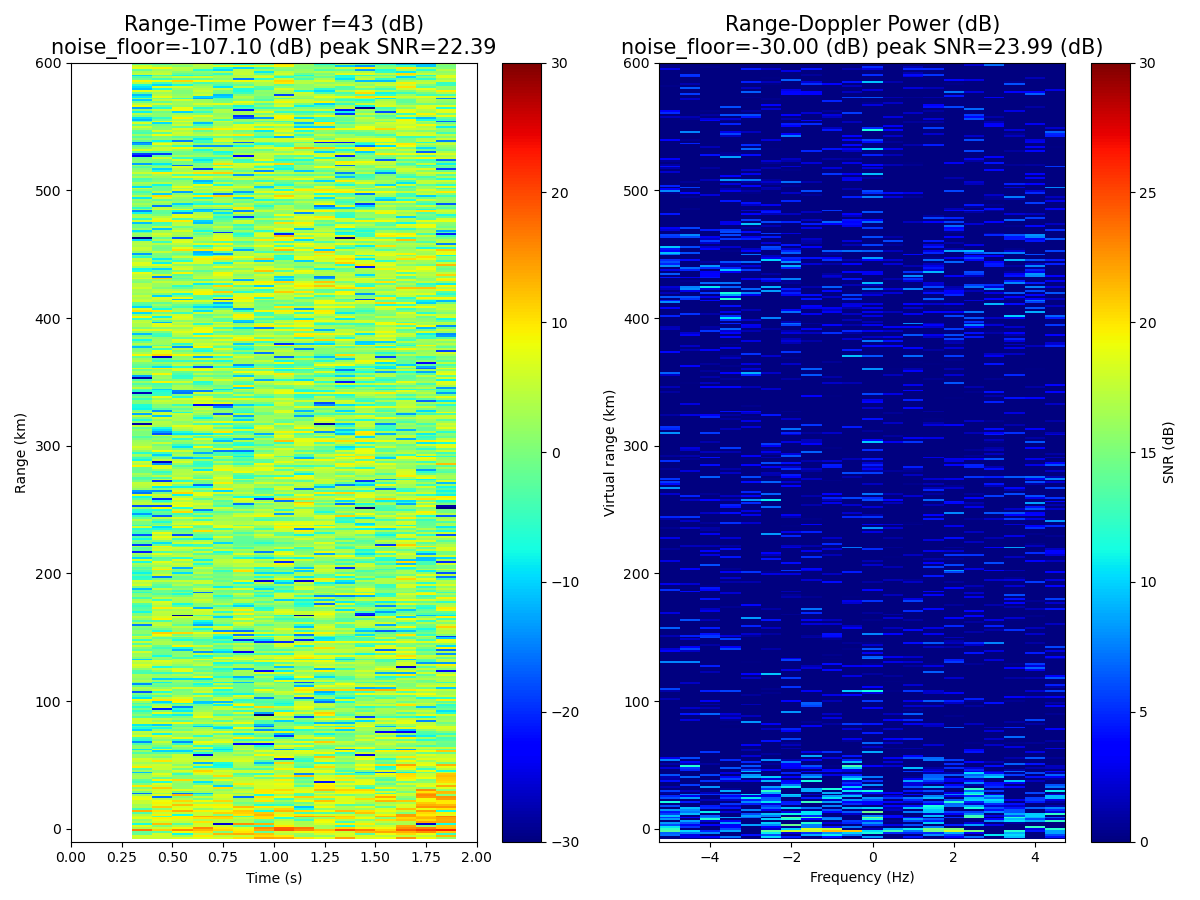 Range-Time Power f=43 (dB)
noise_floor=-107.10 (dB) peak SNR=22.39
600
500
400
300
200
100
0
Range (km)
0.00 0.25 0.50 0.75 1.00 1.25 1.50 1.75 2.00
Time (s)
30
20
10
0
−10
−20
−30
Range-Doppler Power (dB)
noise_floor=-30.00 (dB) peak SNR=23.99 (dB)
600
500
400
300
200
100
0
Virtual range (km)
−4 −2 0 2 4
Frequency (Hz)
30
25
20
15
10
5
0
SNR (dB)